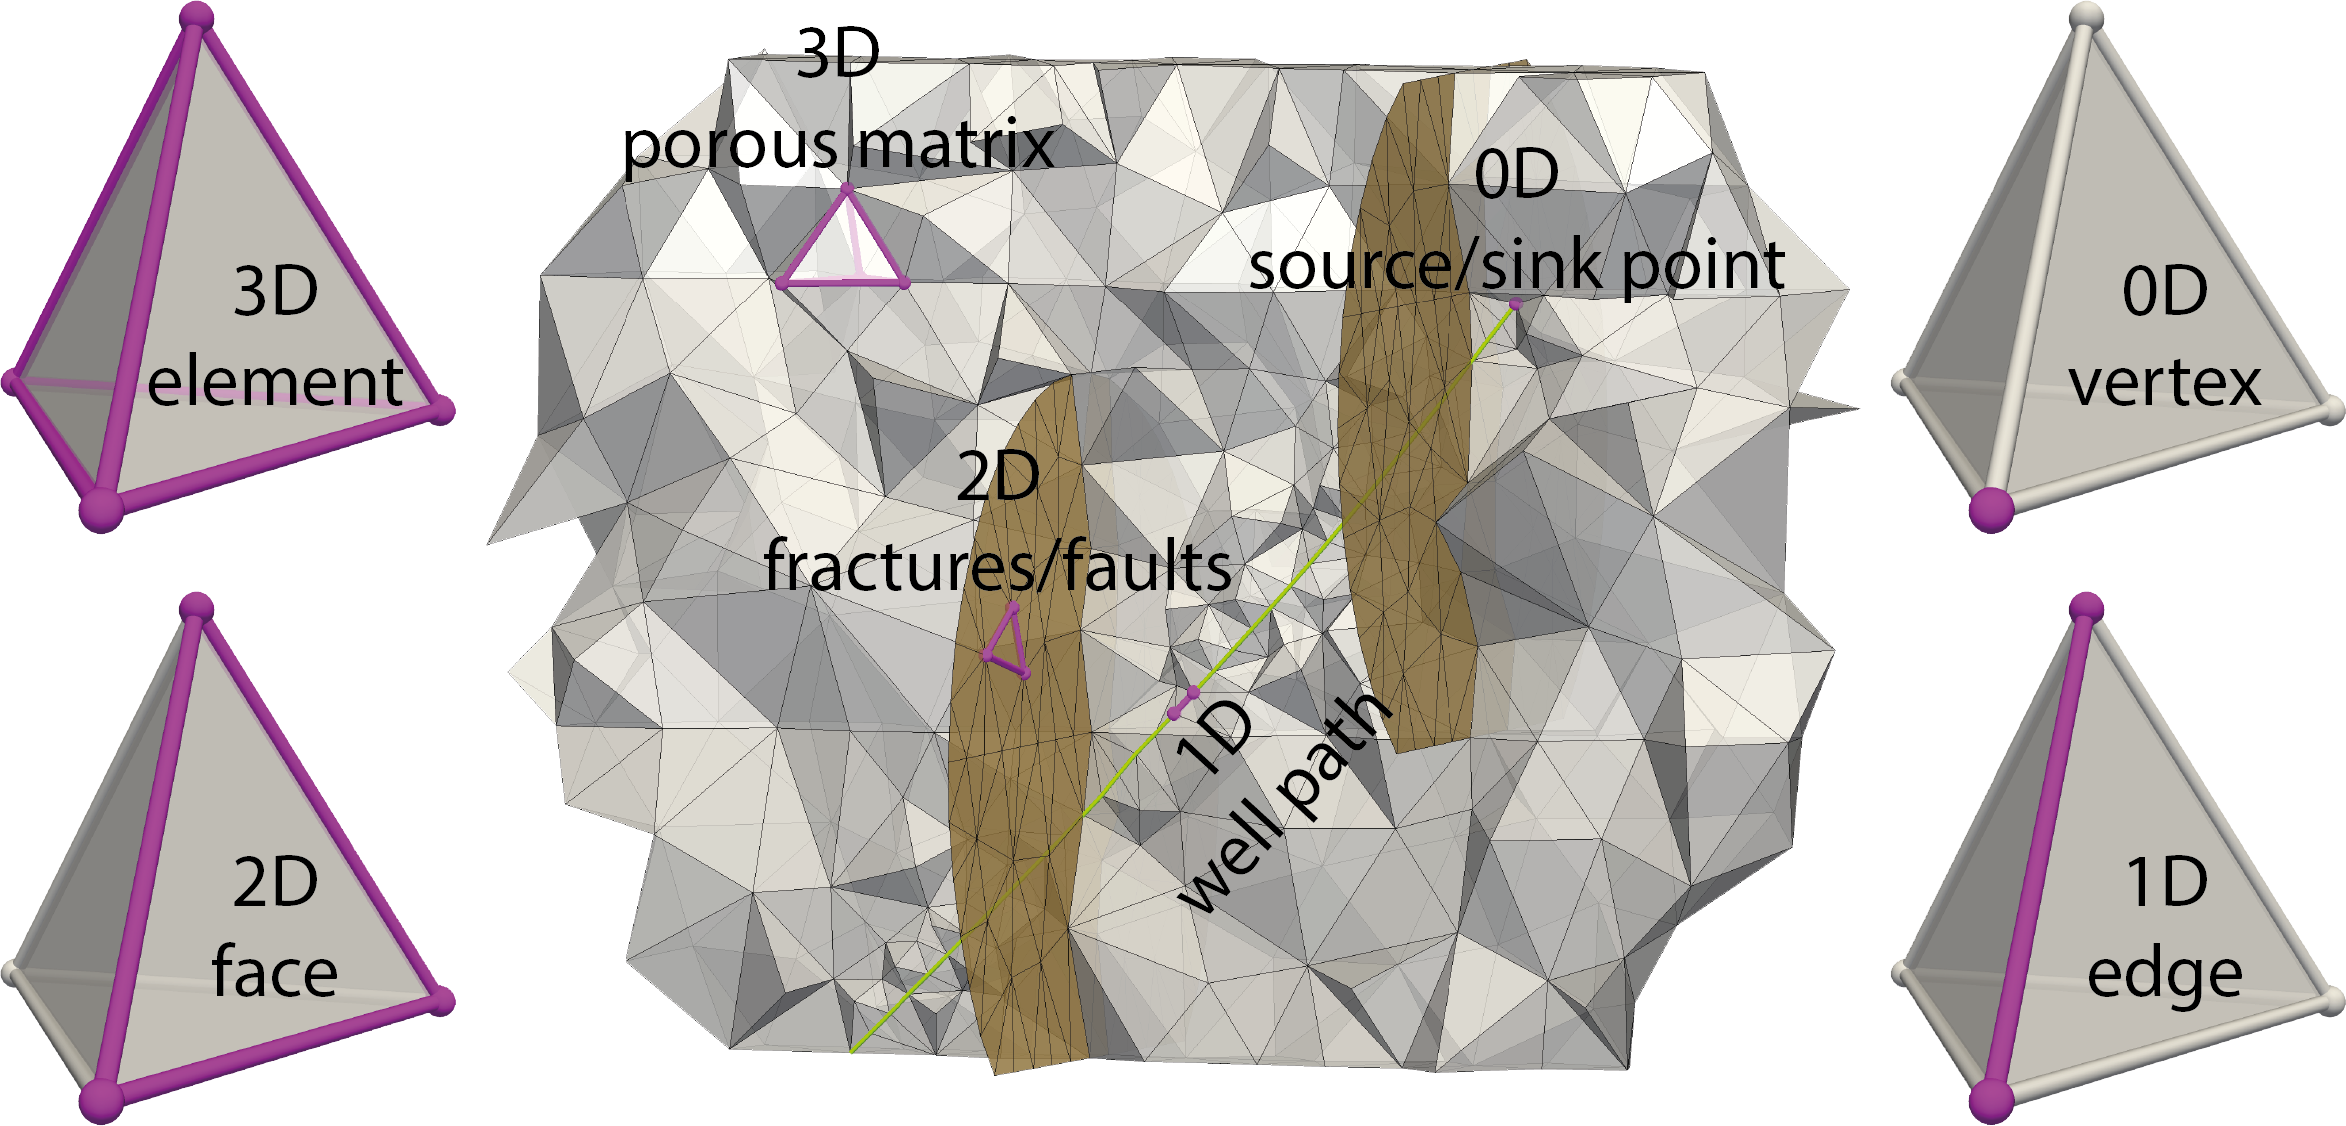 3D
element
2D
face
3D
porous matrix
0D
source/sink point
2D
fractures/faults
1D
well path
0D
vertex
1D
edge